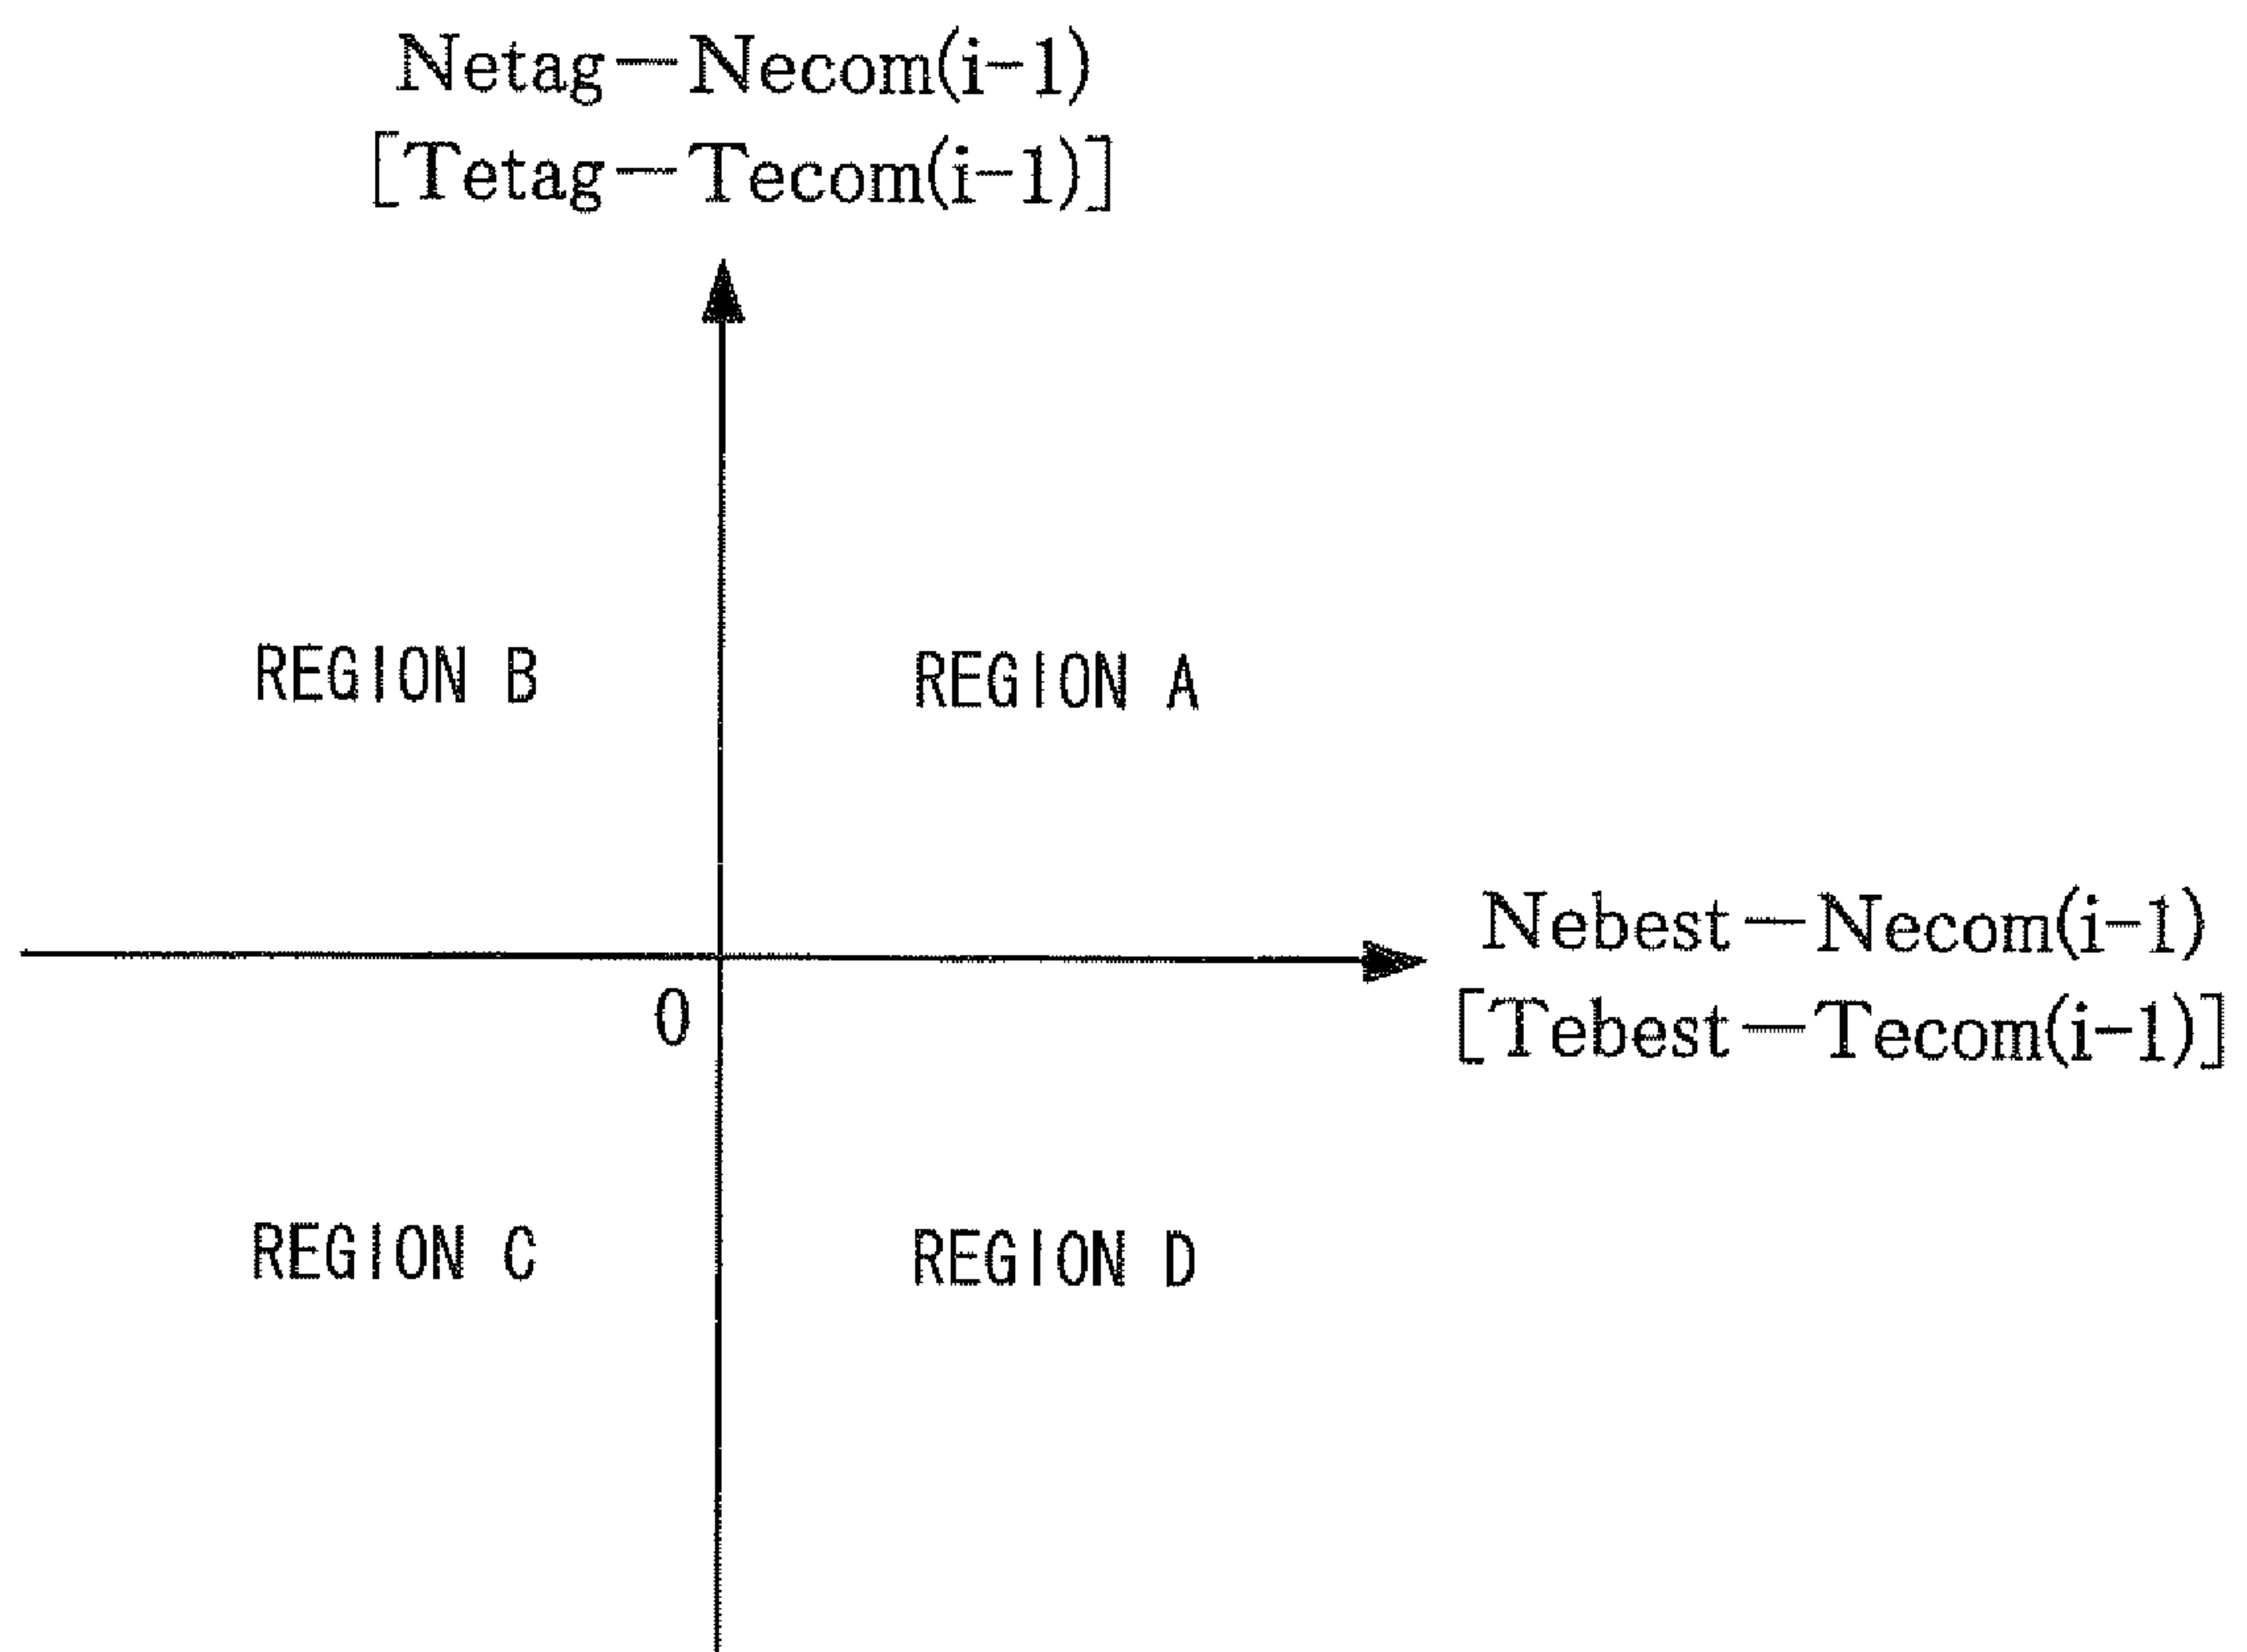 Netag－Necom(i-1)
[Tetag－Tecom(i-1)]
REGION B
REGION A
Nebest－Necom(i-1)
0
[Tebest－Tecom(i-1)]
REGION C
REGION D